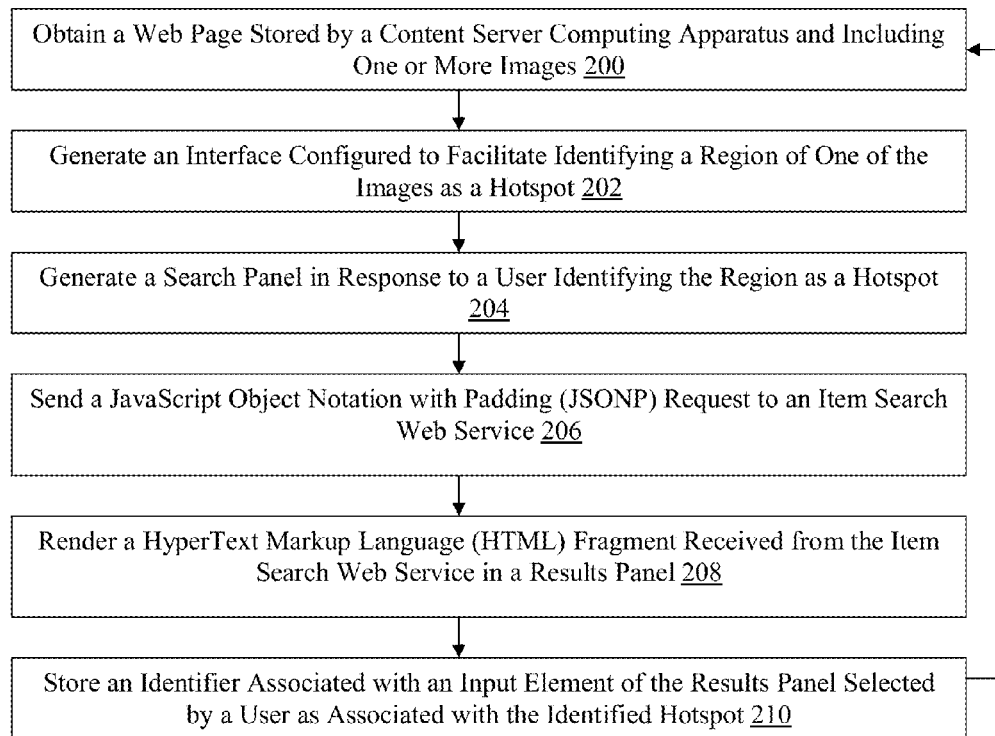 Obtain a Web Page Stored by a Content Server Computing Apparatus and Including
One or More Images 200
Generate an Interface Configured to Facilitate Identifying a Region of One of the
Images as a Hotspot 202
Generate a Search Panel in Response to a User Identifying the Region as a Hotspot
204
Send a JavaScript Object Notation with Padding (JSONP) Request to an Item Search
Web Service 206
Render a HyperText Markup Language (HTML) Fragment Received from the Item
Search Web Service in a Results Panel 208
Store an Identifier Associated with an Input Element of the Results Panel Selected
by a User as Associated with the Identified Hotspot 210